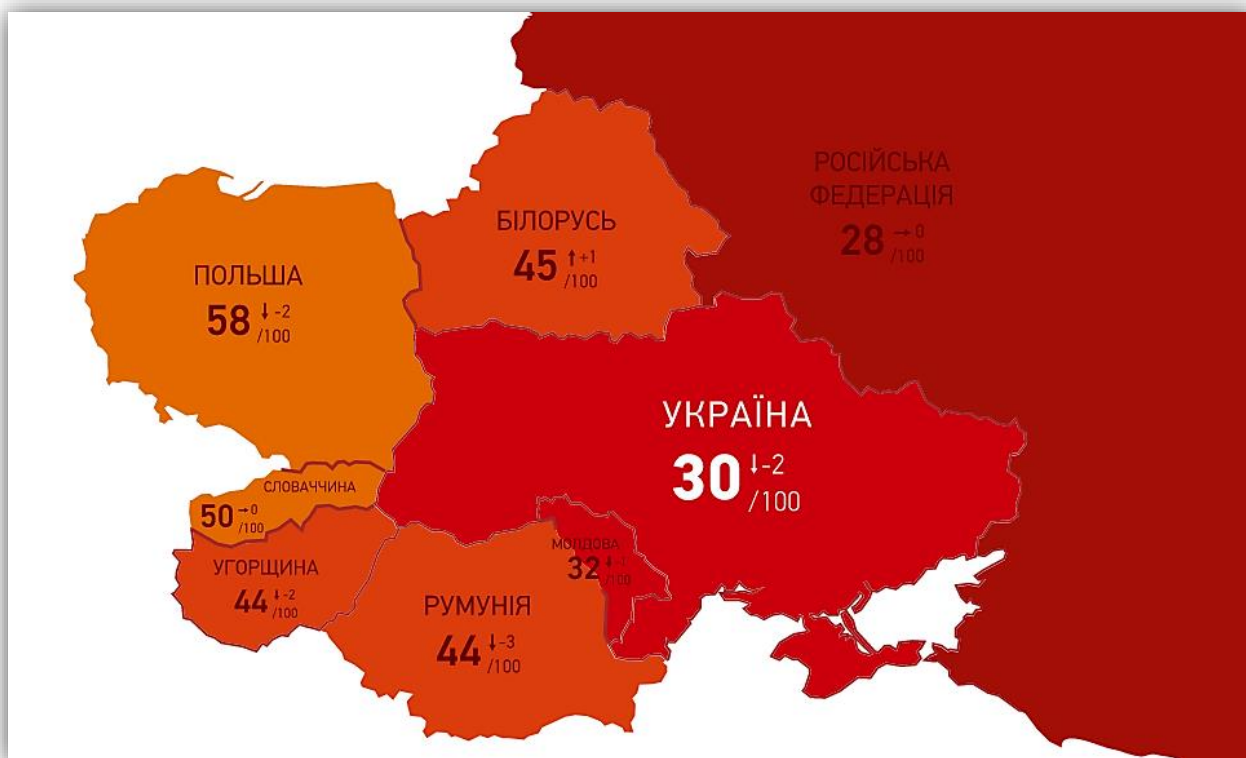 РОСІЙСЬКА
ФЕДЕРАЦІЯ
28 →0
/100
БІЛОРУСЬ
45 ↑+1
/100
ПОЛЬША
58 ↓-2
/100
УКРАЇНА
30 ↓-2
/100
СЛОВАЧЧИНА
50 →0
/100
МОЛДОВА
32 ↓-1
/100
УГОРЩИНА
44 ↓-2
/100
РУМУНІЯ
44 ↓-3
/100